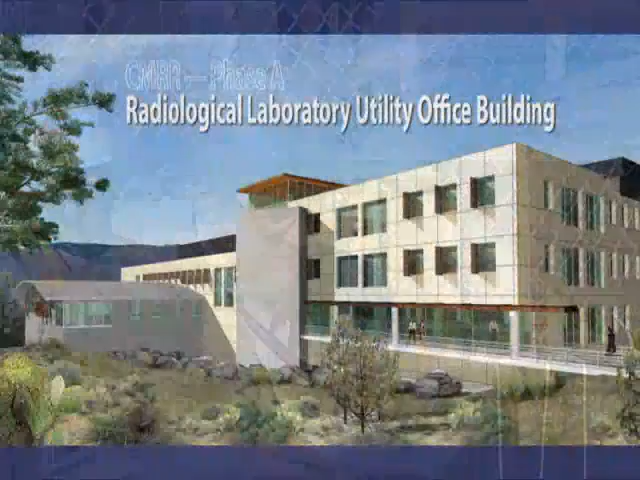 CMRR — Phase A
Radiological Laboratory Utility Office Building